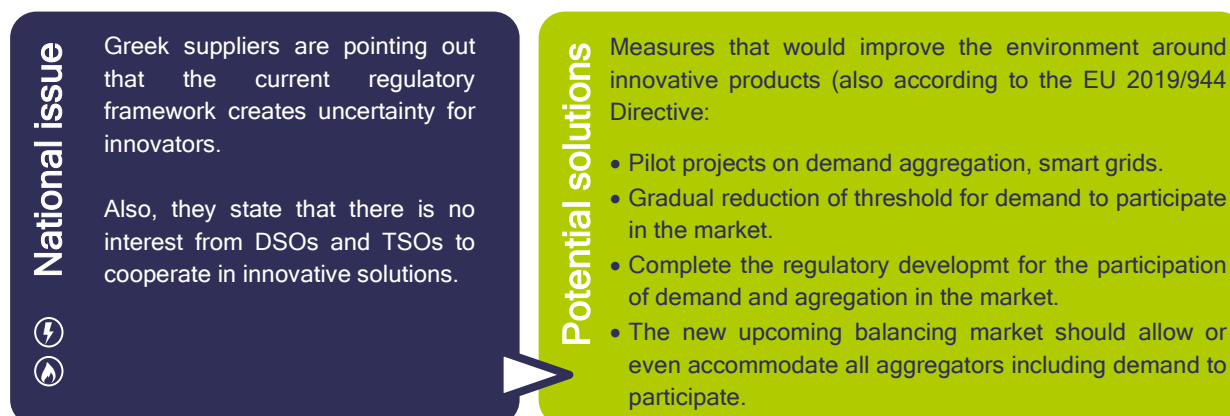 National issue
Greek suppliers are pointing out
that the current regulatory
framework creates uncertainty for
innovators.
Also, they state that there is no
interest from DSOs and TSOs to
cooperate in innovative solutions.
Potential solutions
Measures that would improve the environment around
innovative products (also according to the EU 2019/944
Directive:
• Pilot projects on demand aggregation, smart grids.
• Gradual reduction of threshold for demand to participate
in the market.
• Complete the regulatory developmt for the participation
of demand and agregation in the market.
• The new upcoming balancing market should allow or
even accommodate all aggregators including demand to
participate.